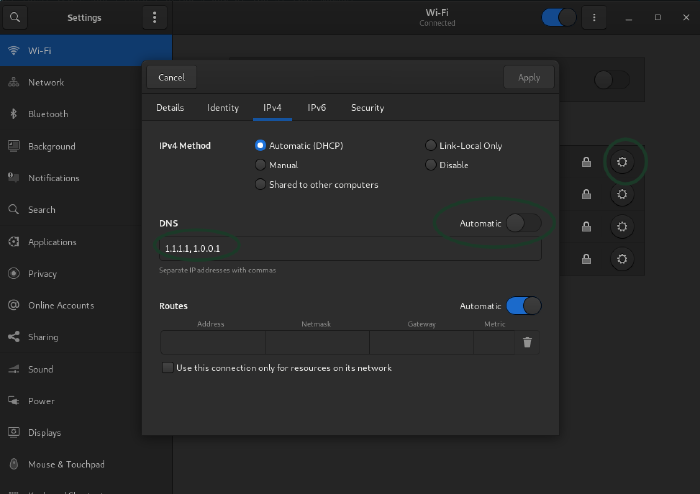 Settings
Wi-Fi
Connected
Wi-Fi
Network
Bluetooth
Background
Notifications
Search
Applications
Privacy
Online Accounts
Sharing
Sound
Power
Displays
Mouse & Touchpad
Cancel
Apply
Details Identity IPv4 IPv6 Security
IPv4 Method Automatic (DHCP) Link-Local Only
Manual Disable
Shared to other computers
DNS Automatic
1.1.1.1, 1.0.0.1
Separate IP addresses with commas
Routes Automatic
Address Netmask Gateway Metric
Use this connection only for resources on its network